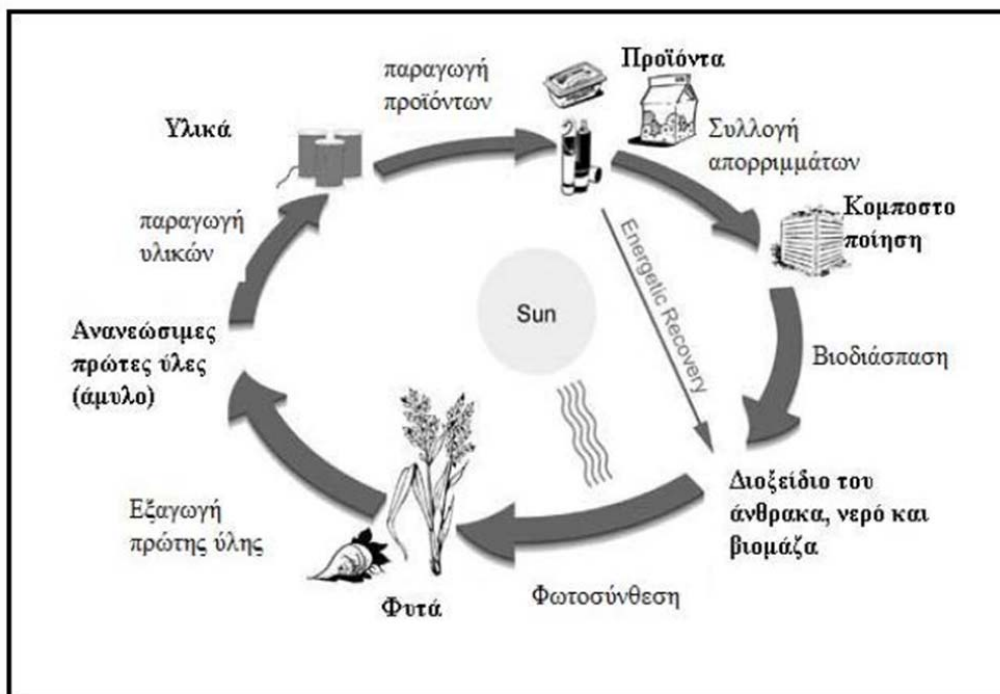 παραγωγή
προϊόντων
Προϊόντα
Συλλογή
απορριμμάτων
Κομποστο
ποίηση
Βιοδιάσπαση
Διοξείδιο του
άνθρακα, νερό και
βιομάζα
Φωτοσύνθεση
Φυτά
Εξαγωγή
πρώτης ύλης
Ανανεώσιμες
πρώτες ύλες
(άμυλο)
παραγωγή
υλικών
Υλικά
Sun
Energetic Recovery